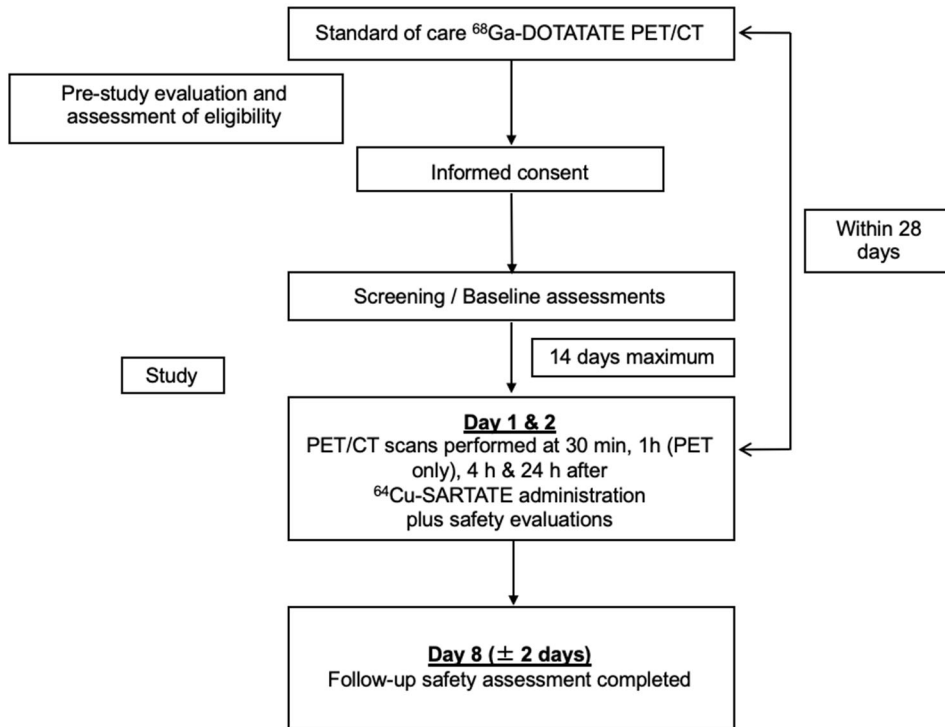 Standard of care ⁶⁸Ga-DOTATATE PET/CT
Pre-study evaluation and
assessment of eligibility
Informed consent
Within 28
days
Screening / Baseline assessments
14 days maximum
Study
Day 1 & 2
PET/CT scans performed at 30 min, 1h (PET
only), 4 h & 24 h after
⁶⁴Cu-SARTATE administration
plus safety evaluations
Day 8 (± 2 days)
Follow-up safety assessment completed